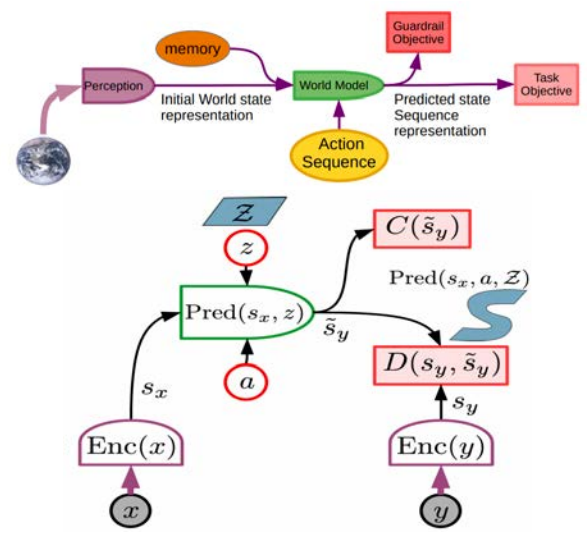 Guardrail
Objective
memory
Perception
World Model
Task
Objective
Initial World state
representation
Predicted state
Sequence
representation
Action
Sequence
𝒵
z
C(s̃_y)
Pred(s_x, a, 𝒵)
Pred(s_x, z)
s̃_y
D(s_y, s̃_y)
a
s_x
s_y
Enc(x)
Enc(y)
x
y